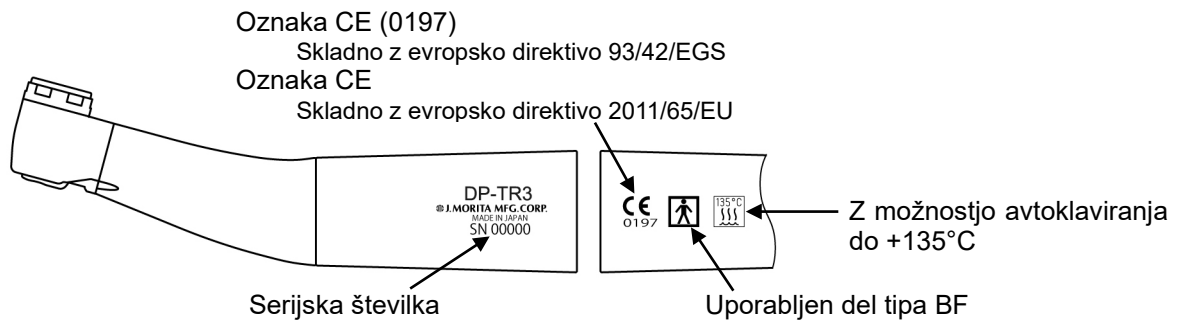 Oznaka CE (0197)
Skladno z evropsko direktivo 93/42/EGS
Oznaka CE
Skladno z evropsko direktivo 2011/65/EU
DP-TR3
J.MORITA MFG. CORP.
MADE IN JAPAN
SN 00000
CE
0197
135°C
Z možnostjo avtoklaviranja
do +135°C
Serijska številka
Uporabljen del tipa BF